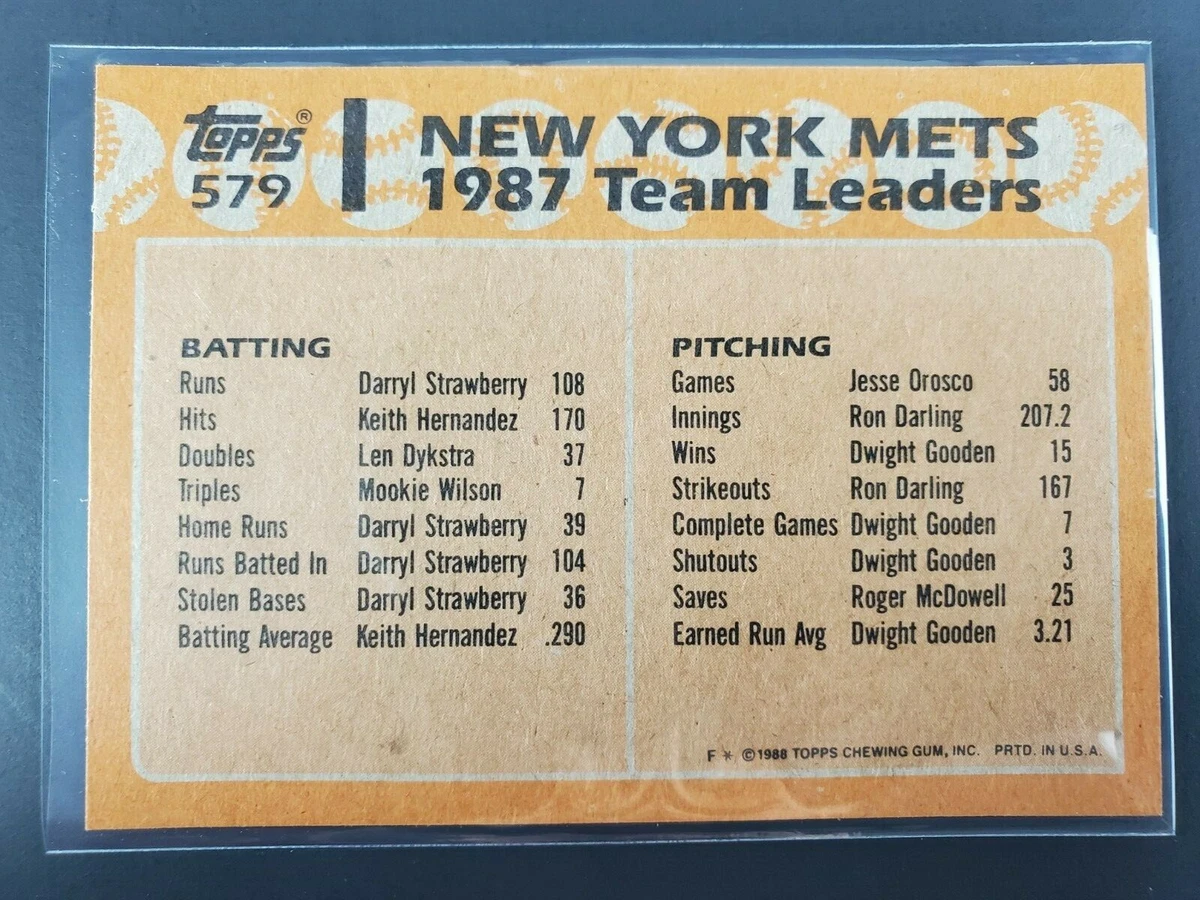 topps®
579
NEW YORK METS
1987 Team Leaders
BATTING
Runs Darryl Strawberry 108
Hits Keith Hernandez 170
Doubles Len Dykstra 37
Triples Mookie Wilson 7
Home Runs Darryl Strawberry 39
Runs Batted In Darryl Strawberry 104
Stolen Bases Darryl Strawberry 36
Batting Average Keith Hernandez .290
PITCHING
Games Jesse Orosco 58
Innings Ron Darling 207.2
Wins Dwight Gooden 15
Strikeouts Ron Darling 167
Complete Games Dwight Gooden 7
Shutouts Dwight Gooden 3
Saves Roger McDowell 25
Earned Run Avg Dwight Gooden 3.21
F * ©1988 TOPPS CHEWING GUM, INC. PRTD. IN U.S.A.